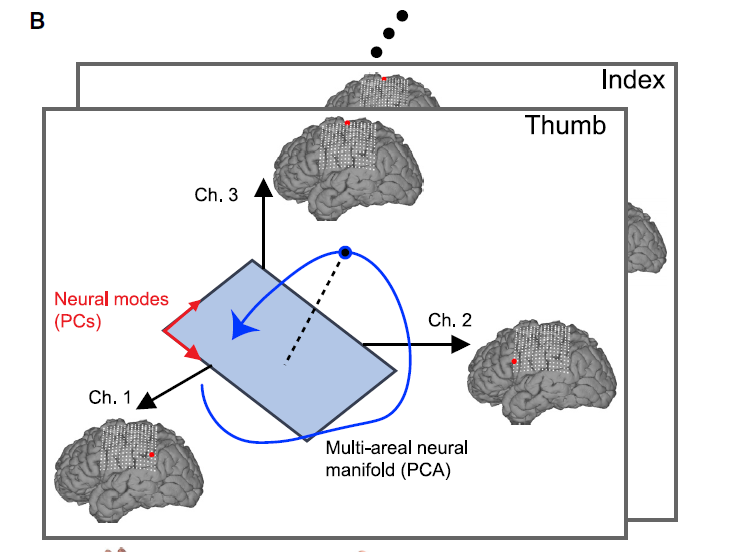 B
Index
Thumb
Ch. 3
Neural modes
(PCs)
Ch. 2
Ch. 1
Multi-areal neural
manifold (PCA)